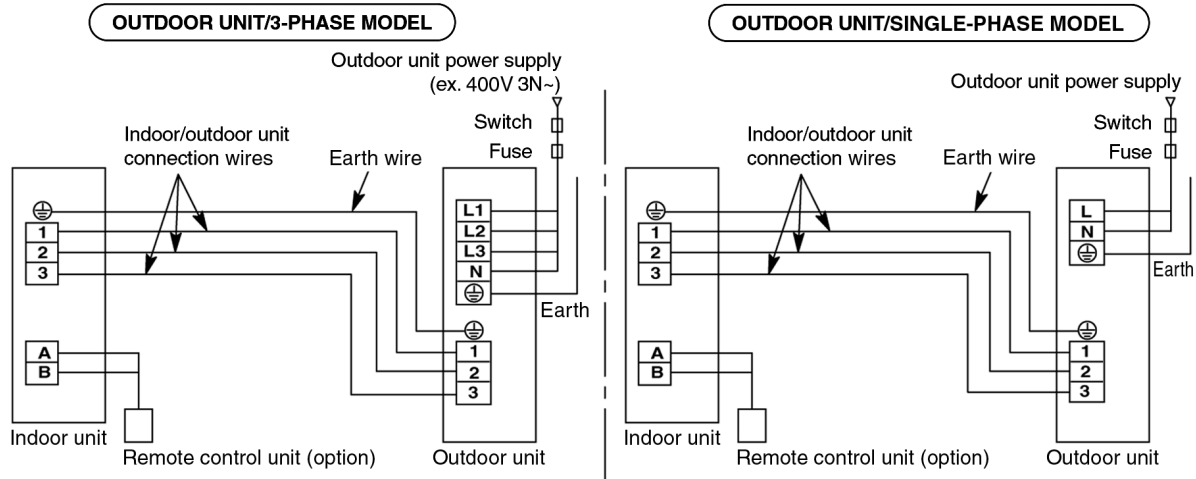 OUTDOOR UNIT/3-PHASE MODEL
Outdoor unit power supply
(ex. 400V 3N~)
Switch
Fuse
Indoor/outdoor unit
connection wires
Earth wire
1
2
3
A
B
L1
L2
L3
N
Earth
1
2
3
Indoor unit
Remote control unit (option)
Outdoor unit
OUTDOOR UNIT/SINGLE-PHASE MODEL
Outdoor unit power supply
Switch
Fuse
Indoor/outdoor unit
connection wires
Earth wire
1
2
3
A
B
L
N
Earth
1
2
3
Indoor unit
Remote control unit (option)
Outdoor unit